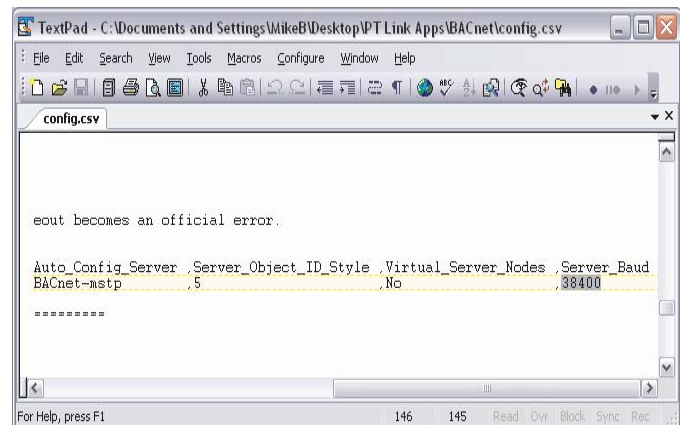 TextPad - C:\Documents and Settings\MikeB\Desktop\PT Link Apps\BACnet\config.csv
File Edit Search View Tools Macros Configure Window Help
config.csv
eout becomes an official error.
Auto_Config_Server ,Server_Object_ID_Style ,Virtual_Server_Nodes ,Server_Baud
BACnet-mstp ,5 ,No ,38400
=========
For Help, press F1 146 145 Read Ovr Block Sync Rec